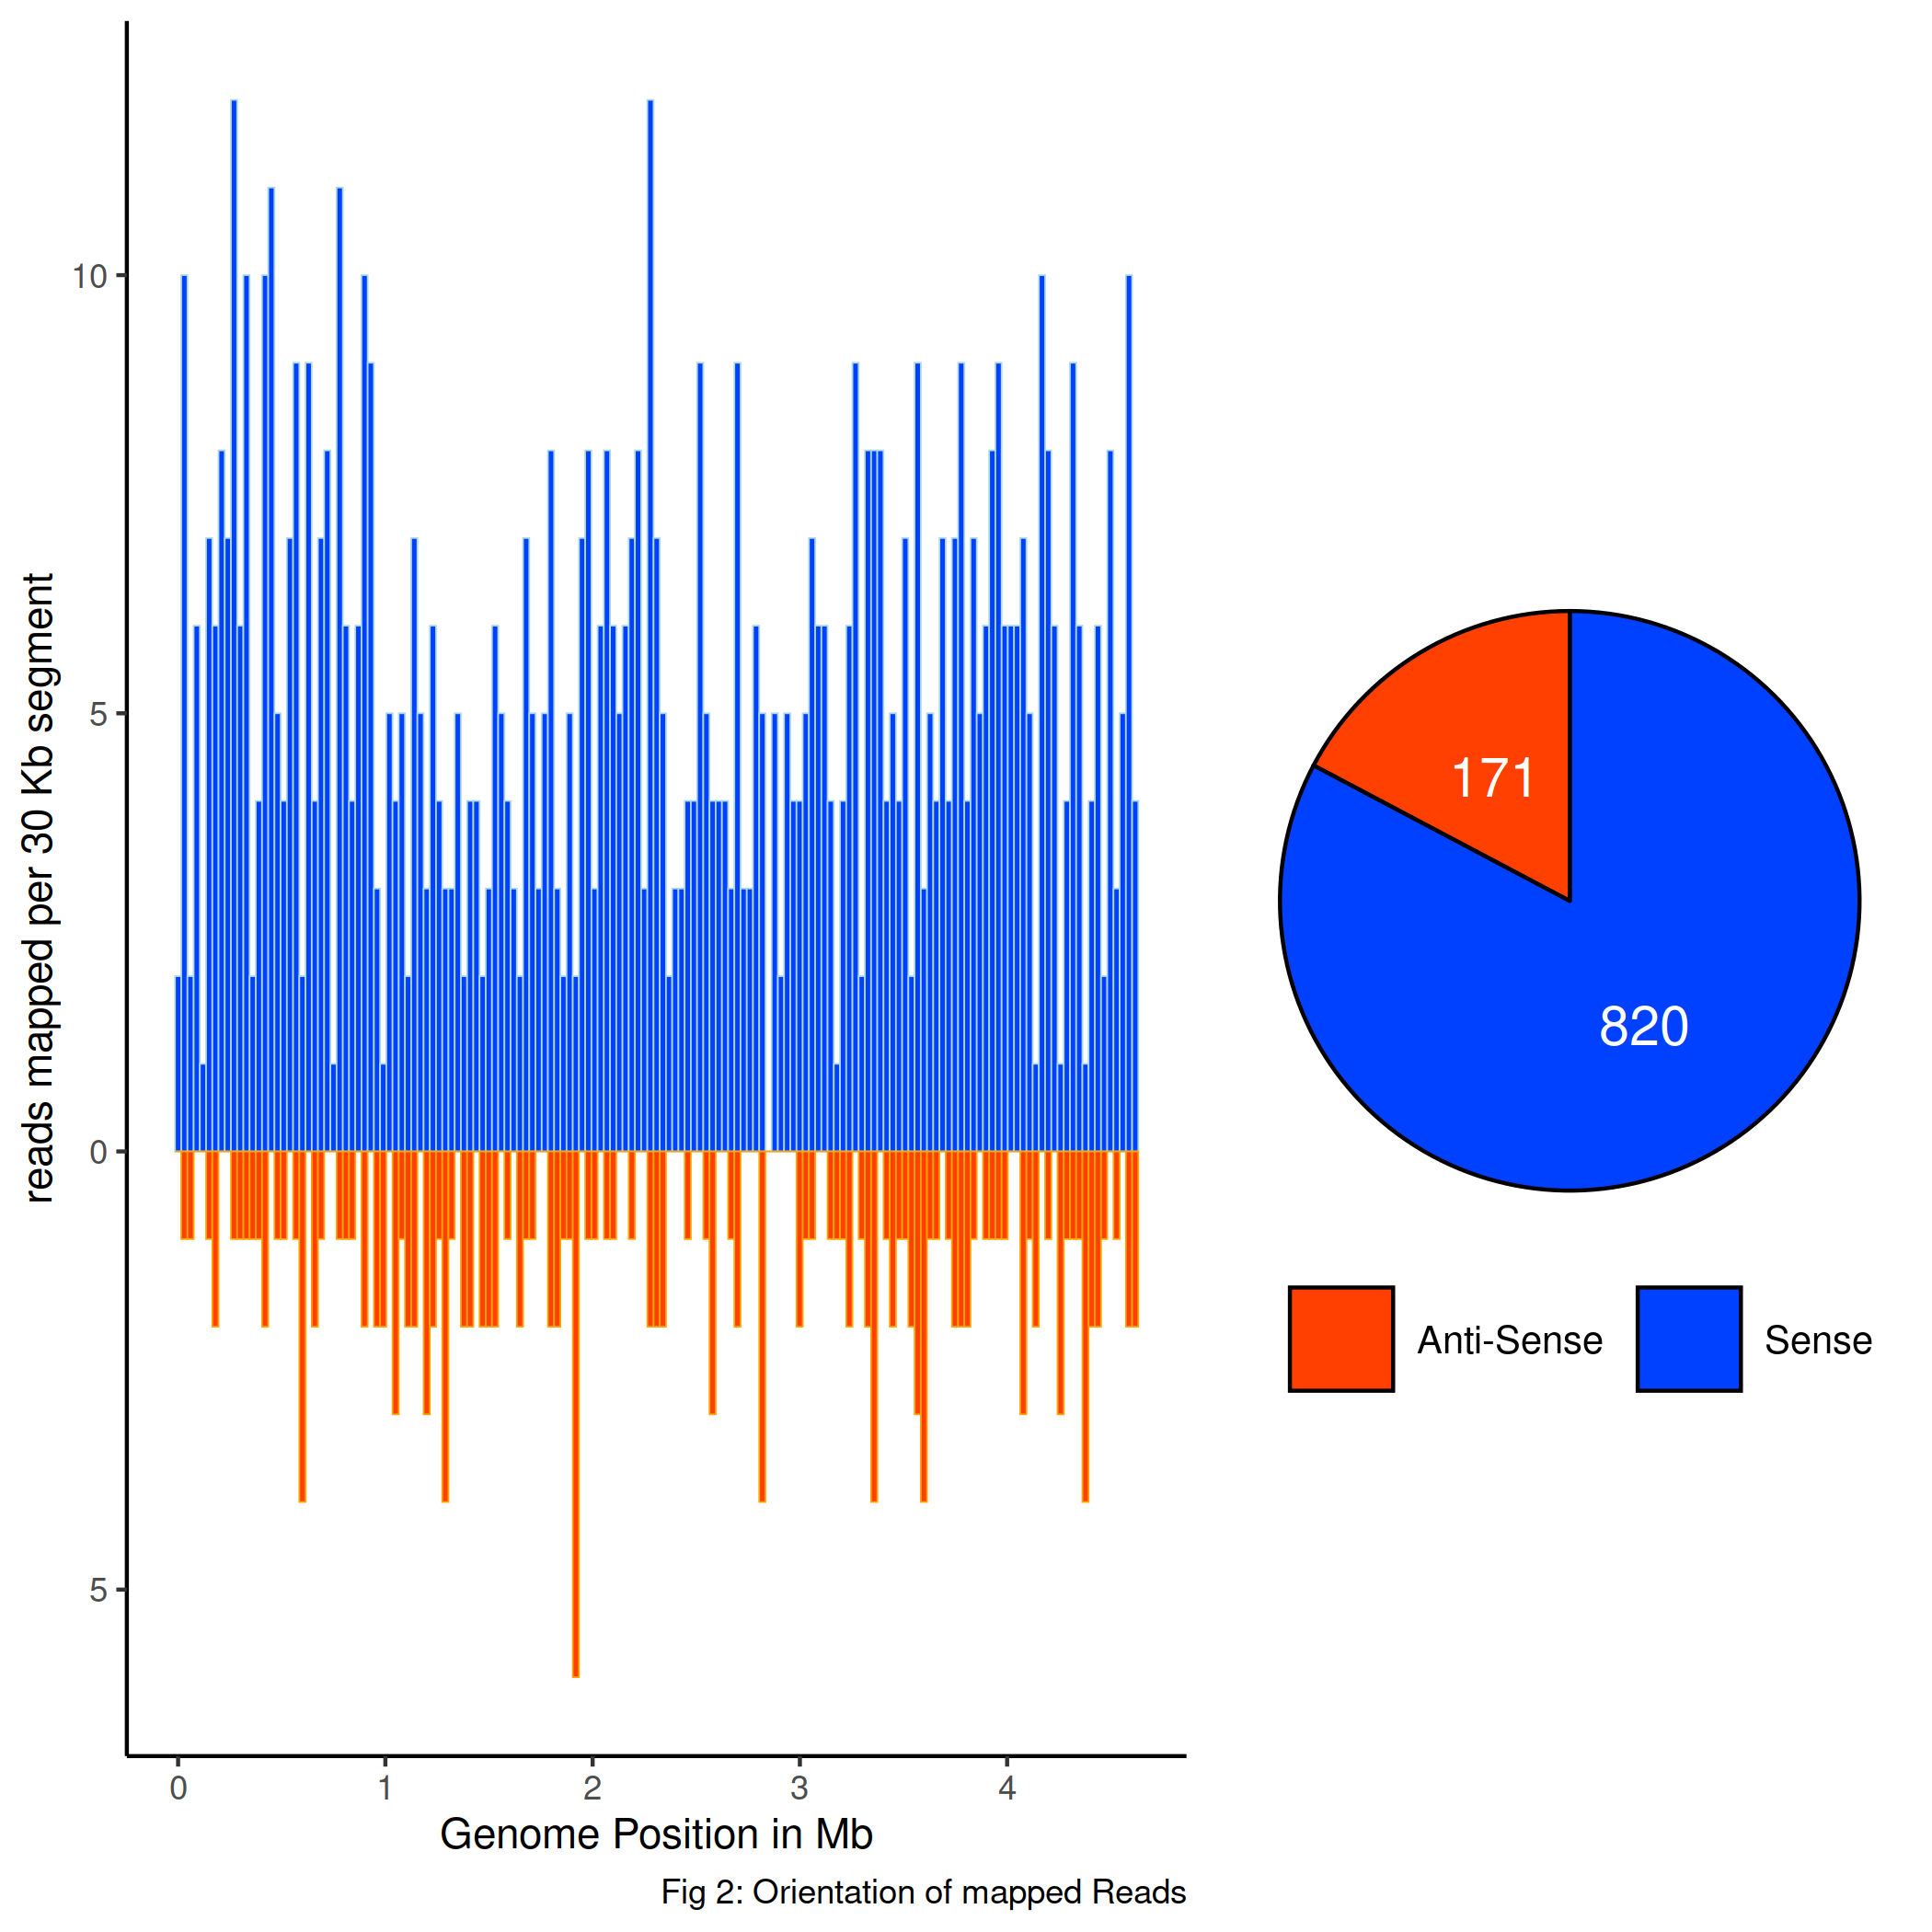 reads mapped per 30 Kb segment
10
5
0
5
0
1
2
3
4
Genome Position in Mb
Fig 2: Orientation of mapped Reads
171
820
Anti-Sense
Sense